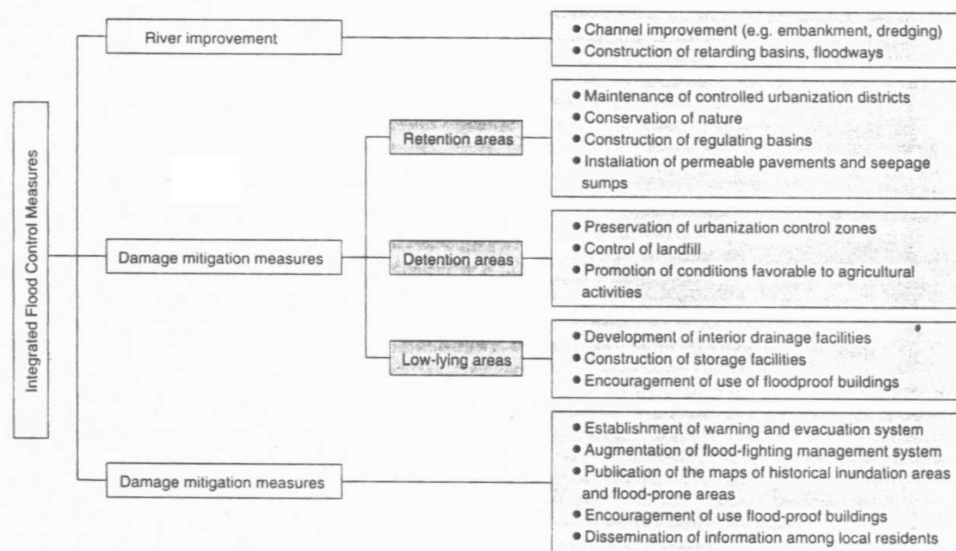 Integrated Flood Control Measures
River improvement
● Channel improvement (e.g. embankment, dredging)
● Construction of retarding basins, floodways
Damage mitigation measures
Retention areas
● Maintenance of controlled urbanization districts
● Conservation of nature
● Construction of regulating basins
● Installation of permeable pavements and seepage
sumps
Detention areas
● Preservation of urbanization control zones
● Control of landfill
● Promotion of conditions favorable to agricultural
activities
Low-lying areas
● Development of interior drainage facilities
● Construction of storage facilities
● Encouragement of use of floodproof buildings
Damage mitigation measures
● Establishment of warning and evacuation system
● Augmentation of flood-fighting management system
● Publication of the maps of historical inundation areas
and flood-prone areas
● Encouragement of use flood-proof buildings
● Dissemination of information among local residents